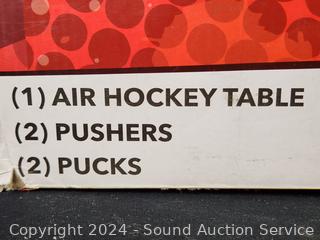 (1) AIR HOCKEY TABLE
(2) PUSHERS
(2) PUCKS
Copyright 2024 - Sound Auction Service